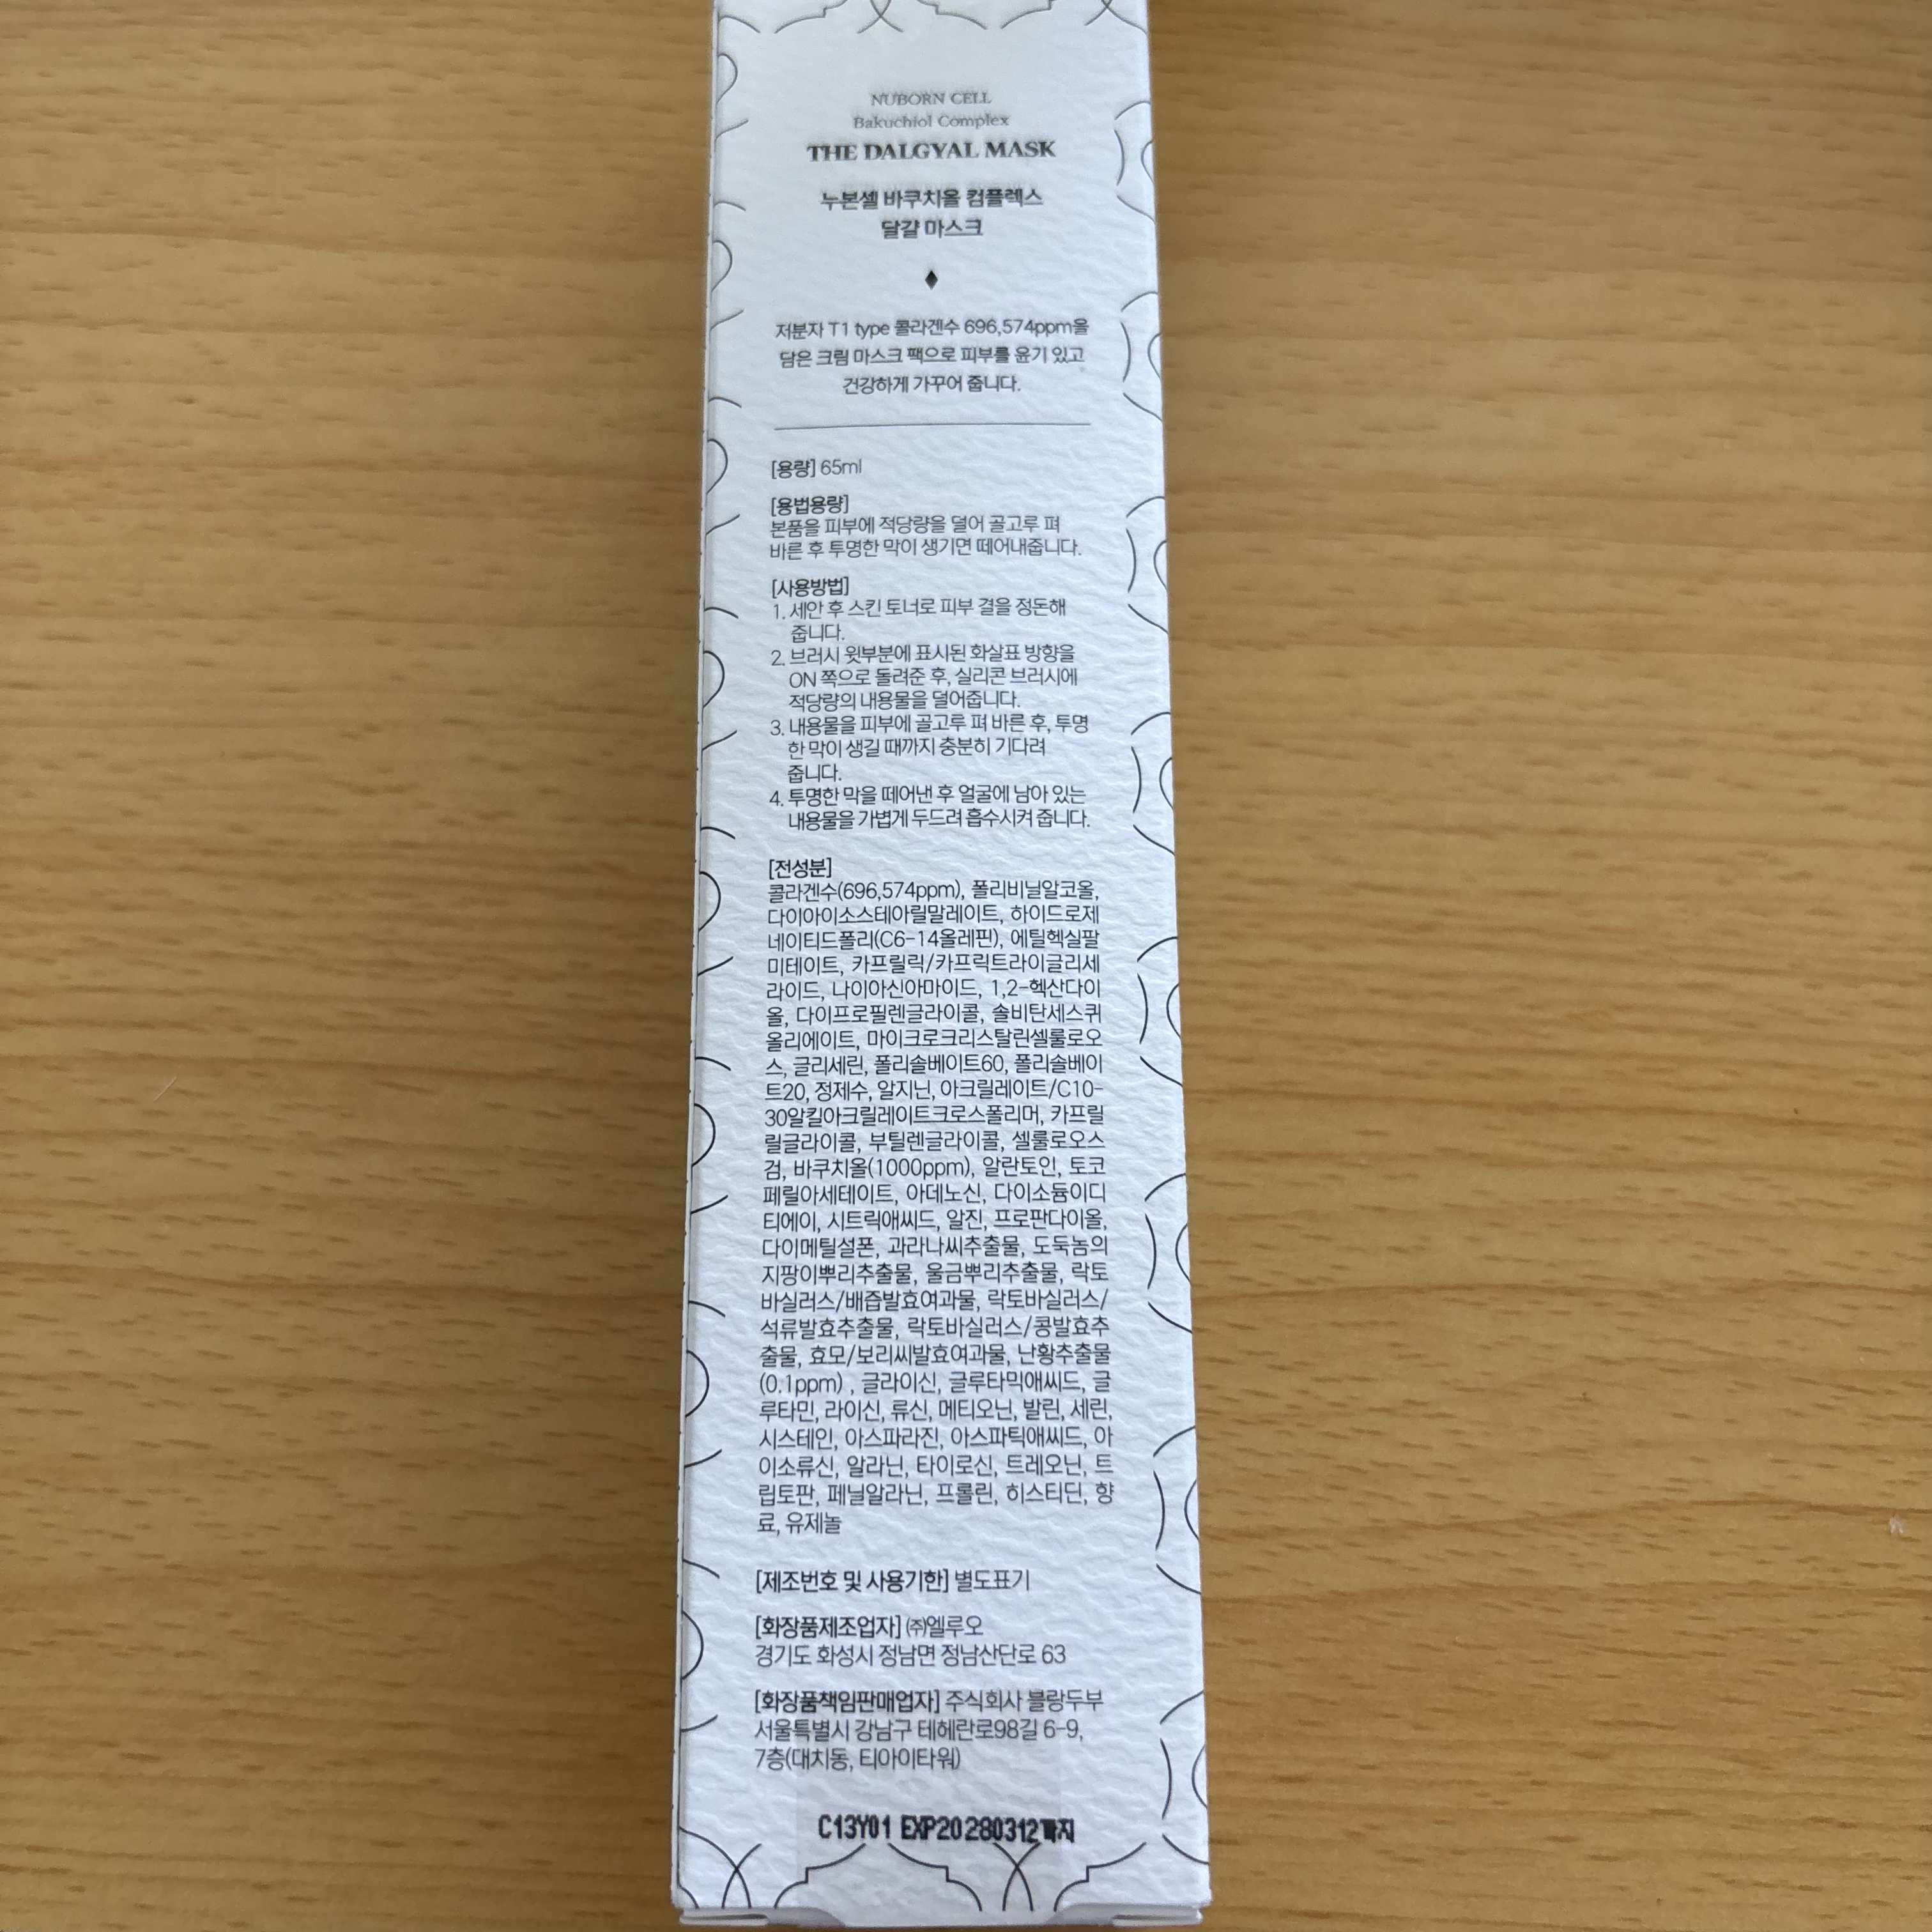 NUBORN CELL
Bakuchiol Complex
THE DALGYAL MASK
누본셀 바쿠치올 컴플렉스
달걀 마스크
저분자 T1 type 콜라겐수 696,574ppm을
담은 크림 마스크 팩으로 피부를 윤기 있고
건강하게 가꾸어 줍니다.
[용량] 65ml
[용법용량]
본품을 피부에 적당량을 덜어 골고루 펴
바른 후 투명한 막이 생기면 떼어내줍니다.
[사용방법]
1. 세안 후 스킨 토너로 피부 결을 정돈해
줍니다.
2. 브러시 윗부분에 표시된 화살표 방향을
ON 쪽으로 돌려준 후, 실리콘 브러시에
적당량의 내용물을 덜어줍니다.
3. 내용물을 피부에 골고루 펴 바른 후, 투명
한 막이 생길 때까지 충분히 기다려
줍니다.
4. 투명한 막을 떼어낸 후 얼굴에 남아 있는
내용물을 가볍게 두드려 흡수시켜 줍니다.
[전성분]
콜라겐수(696,574ppm), 폴리비닐알코올,
다이아이소스테아릴말레이트, 하이드로제
네이티드폴리(C6-14올레핀), 에틸헥실팔
미테이트, 카프릴릭/카프릭트라이글리세
라이드, 나이아신아마이드, 1,2-헥산다이
올, 다이프로필렌글라이콜, 솔비탄세스퀴
올리에이트, 마이크로크리스탈린셀룰로오
스, 글리세린, 폴리솔베이트60, 폴리솔베이
트20, 정제수, 알지닌, 아크릴레이트/C10-
30알킬아크릴레이트크로스폴리머, 카프릴
릴글라이콜, 부틸렌글라이콜, 셀룰로오스
검, 바쿠치올(1000ppm), 알란토인, 토코
페릴아세테이트, 아데노신, 다이소듐이디
티에이, 시트릭애씨드, 알진, 프로판다이올,
다이메틸설폰, 과라나씨추출물, 도둑놈의
지팡이뿌리추출물, 울금뿌리추출물, 락토
바실러스/배즙발효여과물, 락토바실러스/
석류발효추출물, 락토바실러스/콩발효추
출물, 효모/보리씨발효여과물, 난황추출물
(0.1ppm) , 글라이신, 글루타믹애씨드, 글
루타민, 라이신, 류신, 메티오닌, 발린, 세린,
시스테인, 아스파라진, 아스파틱애씨드, 아
이소류신, 알라닌, 타이로신, 트레오닌, 트
립토판, 페닐알라닌, 프롤린, 히스티딘, 향
료, 유제놀
[제조번호 및 사용기한] 별도표기
[화장품제조업자] ㈜엘루오
경기도 화성시 정남면 정남산단로 63
[화장품책임판매업자] 주식회사 블랑두부
서울특별시 강남구 테헤란로98길 6-9,
7층(대치동, 티아이타워)
C13Y01 EXP20280312까지